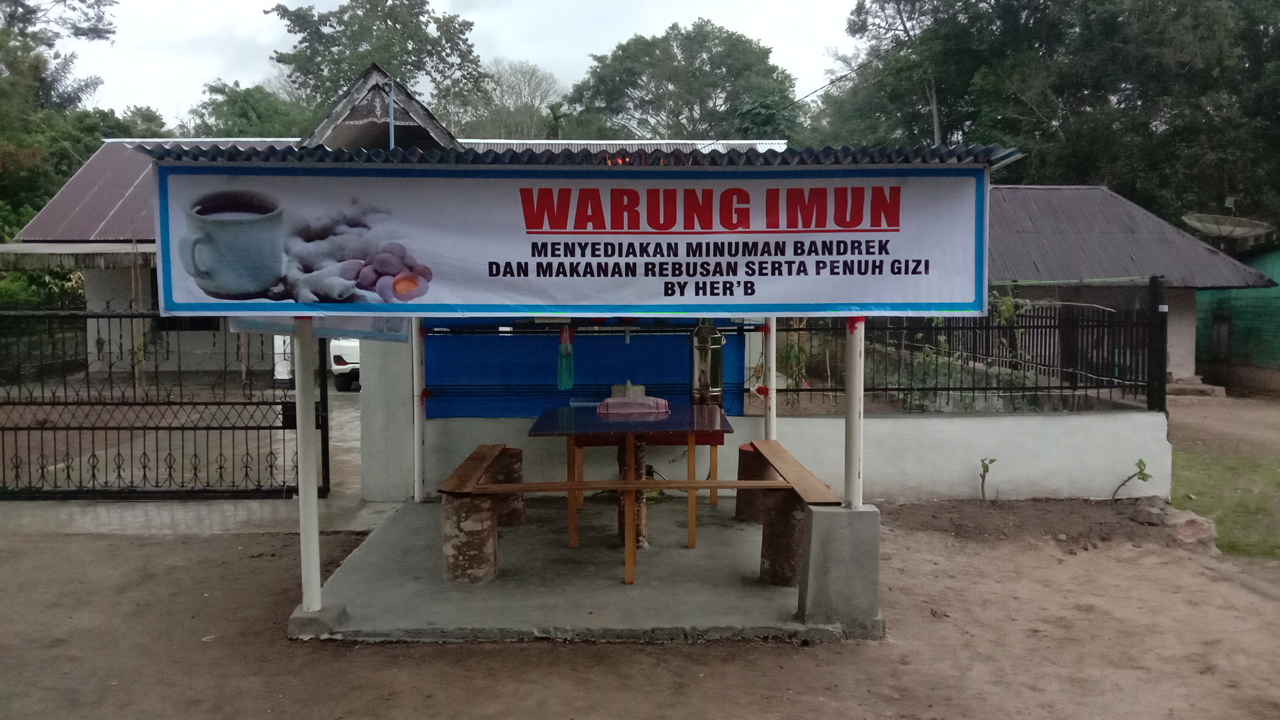 WARUNG IMUN
MENYEDIAKAN MINUMAN BANDREK
DAN MAKANAN REBUSAN SERTA PENUH GIZI
BY HER'B